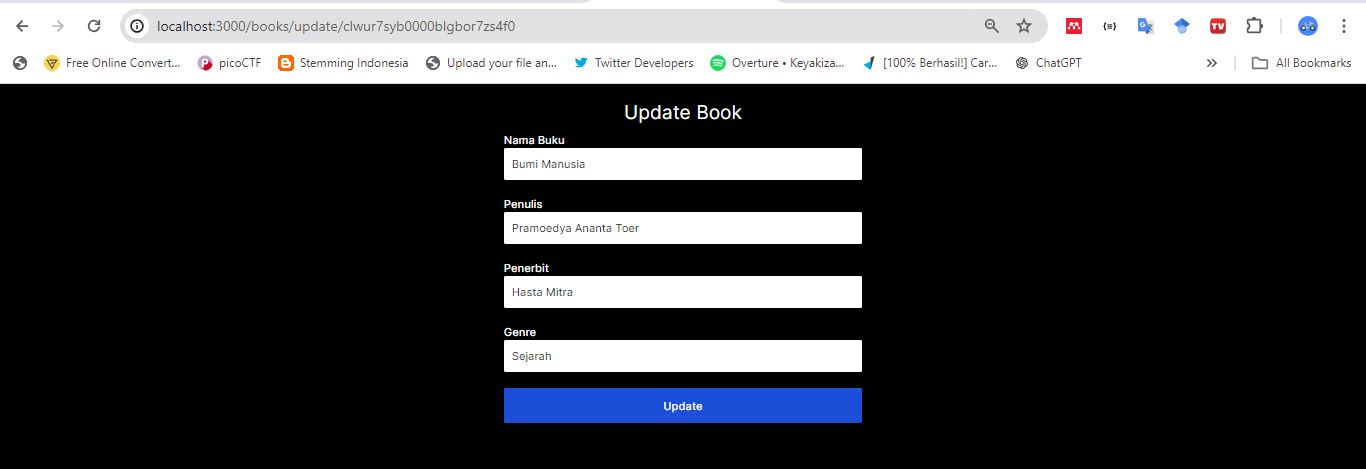 localhost:3000/books/update/clwur7syb0000blgbor7zs4f0
Free Online Convert... picoCTF Stemming Indonesia Upload your file an... Twitter Developers Overture • Keyakiza... [100% Berhasil!] Car... ChatGPT » All Bookmarks
Update Book
Nama Buku
Bumi Manusia
Penulis
Pramoedya Ananta Toer
Penerbit
Hasta Mitra
Genre
Sejarah
Update